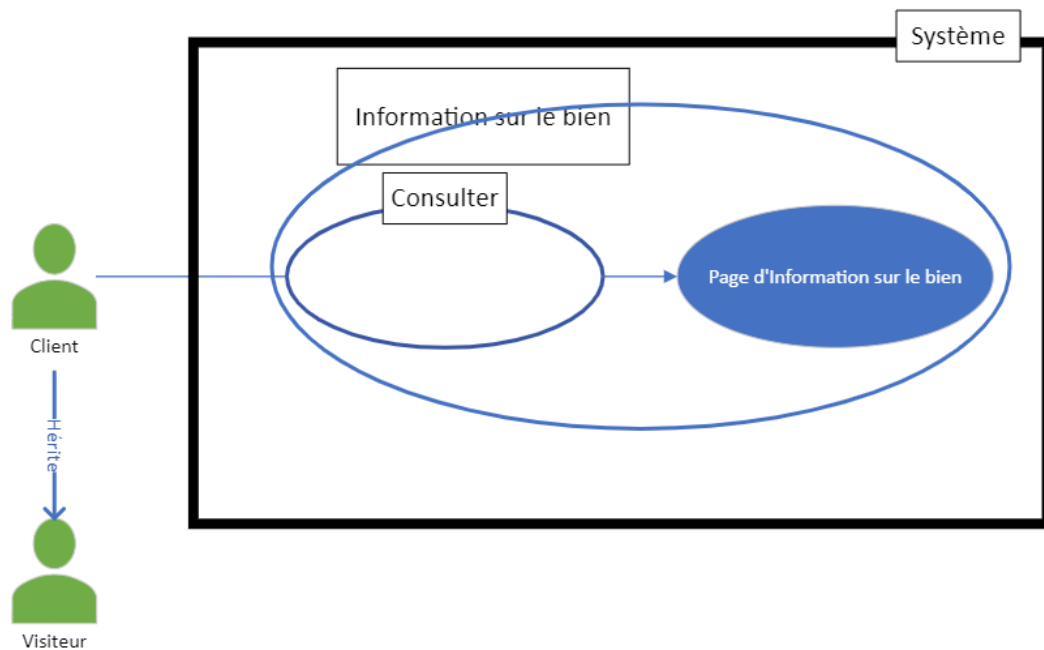 Système
Information sur le bien
Consulter
Page d'Information sur le bien
Client
Hérite
Visiteur